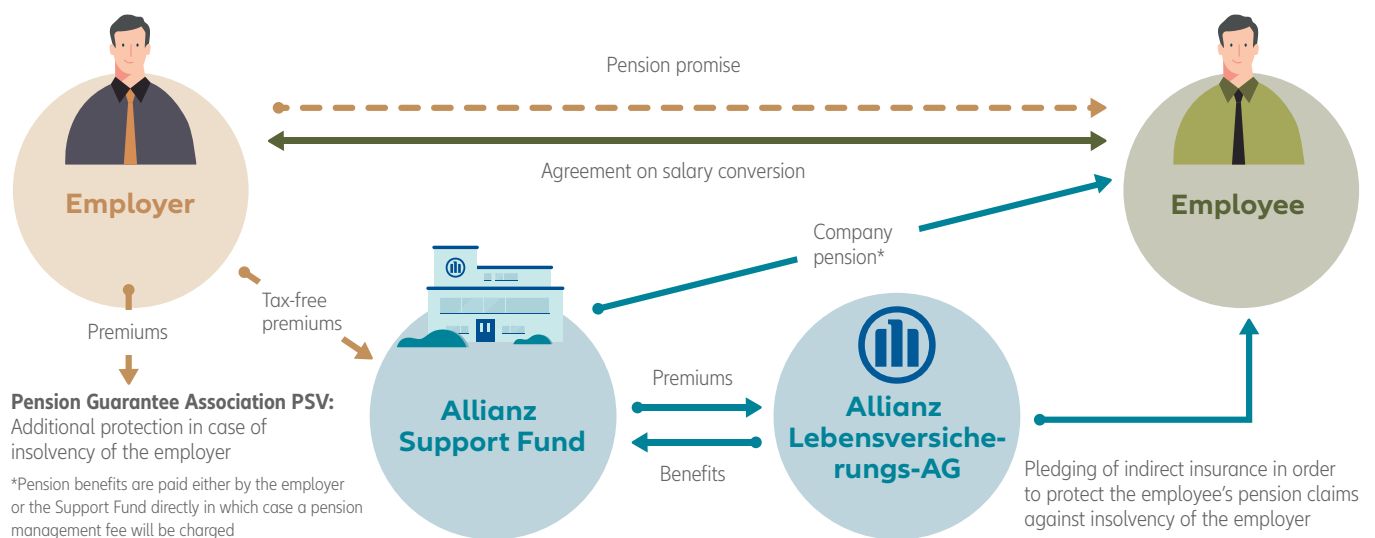 Pension promise
Agreement on salary conversion
Employer
Employee
Company
pension*
Tax-free
premiums
Premiums
Pension Guarantee Association PSV:
Additional protection in case of
insolvency of the employer
*Pension benefits are paid either by the employer
or the Support Fund directly in which case a pension
management fee will be charged
Allianz
Support Fund
Premiums
Benefits
Allianz
Lebensversiche-
rungs-AG
Pledging of indirect insurance in order
to protect the employee's pension claims
against insolvency of the employer